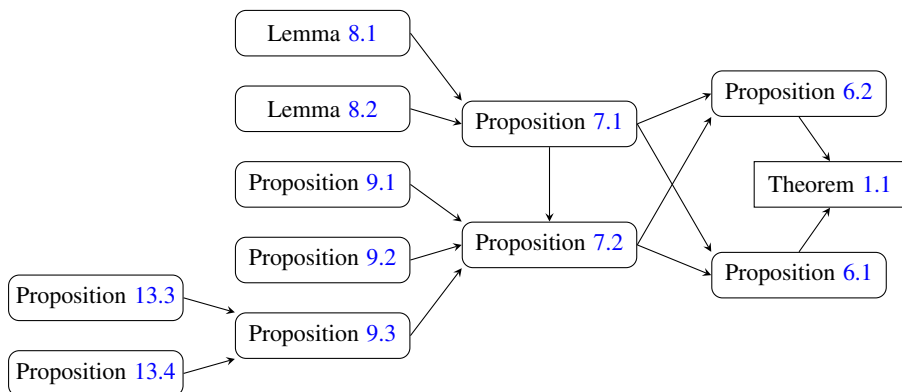 Lemma 8.1
Lemma 8.2
Proposition 7.1
Proposition 6.2
Proposition 9.1
Theorem 1.1
Proposition 9.2
Proposition 7.2
Proposition 6.1
Proposition 13.3
Proposition 9.3
Proposition 13.4